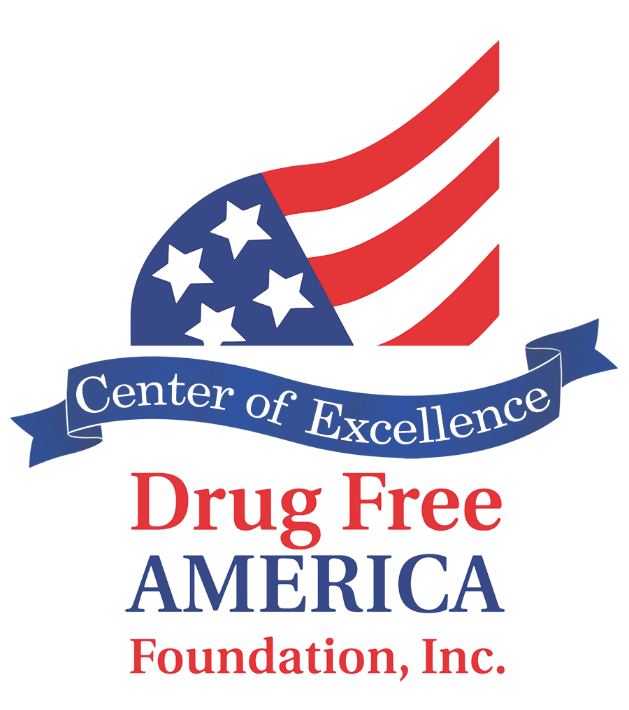 Center of Excellence
Drug Free
AMERICA
Foundation, Inc.